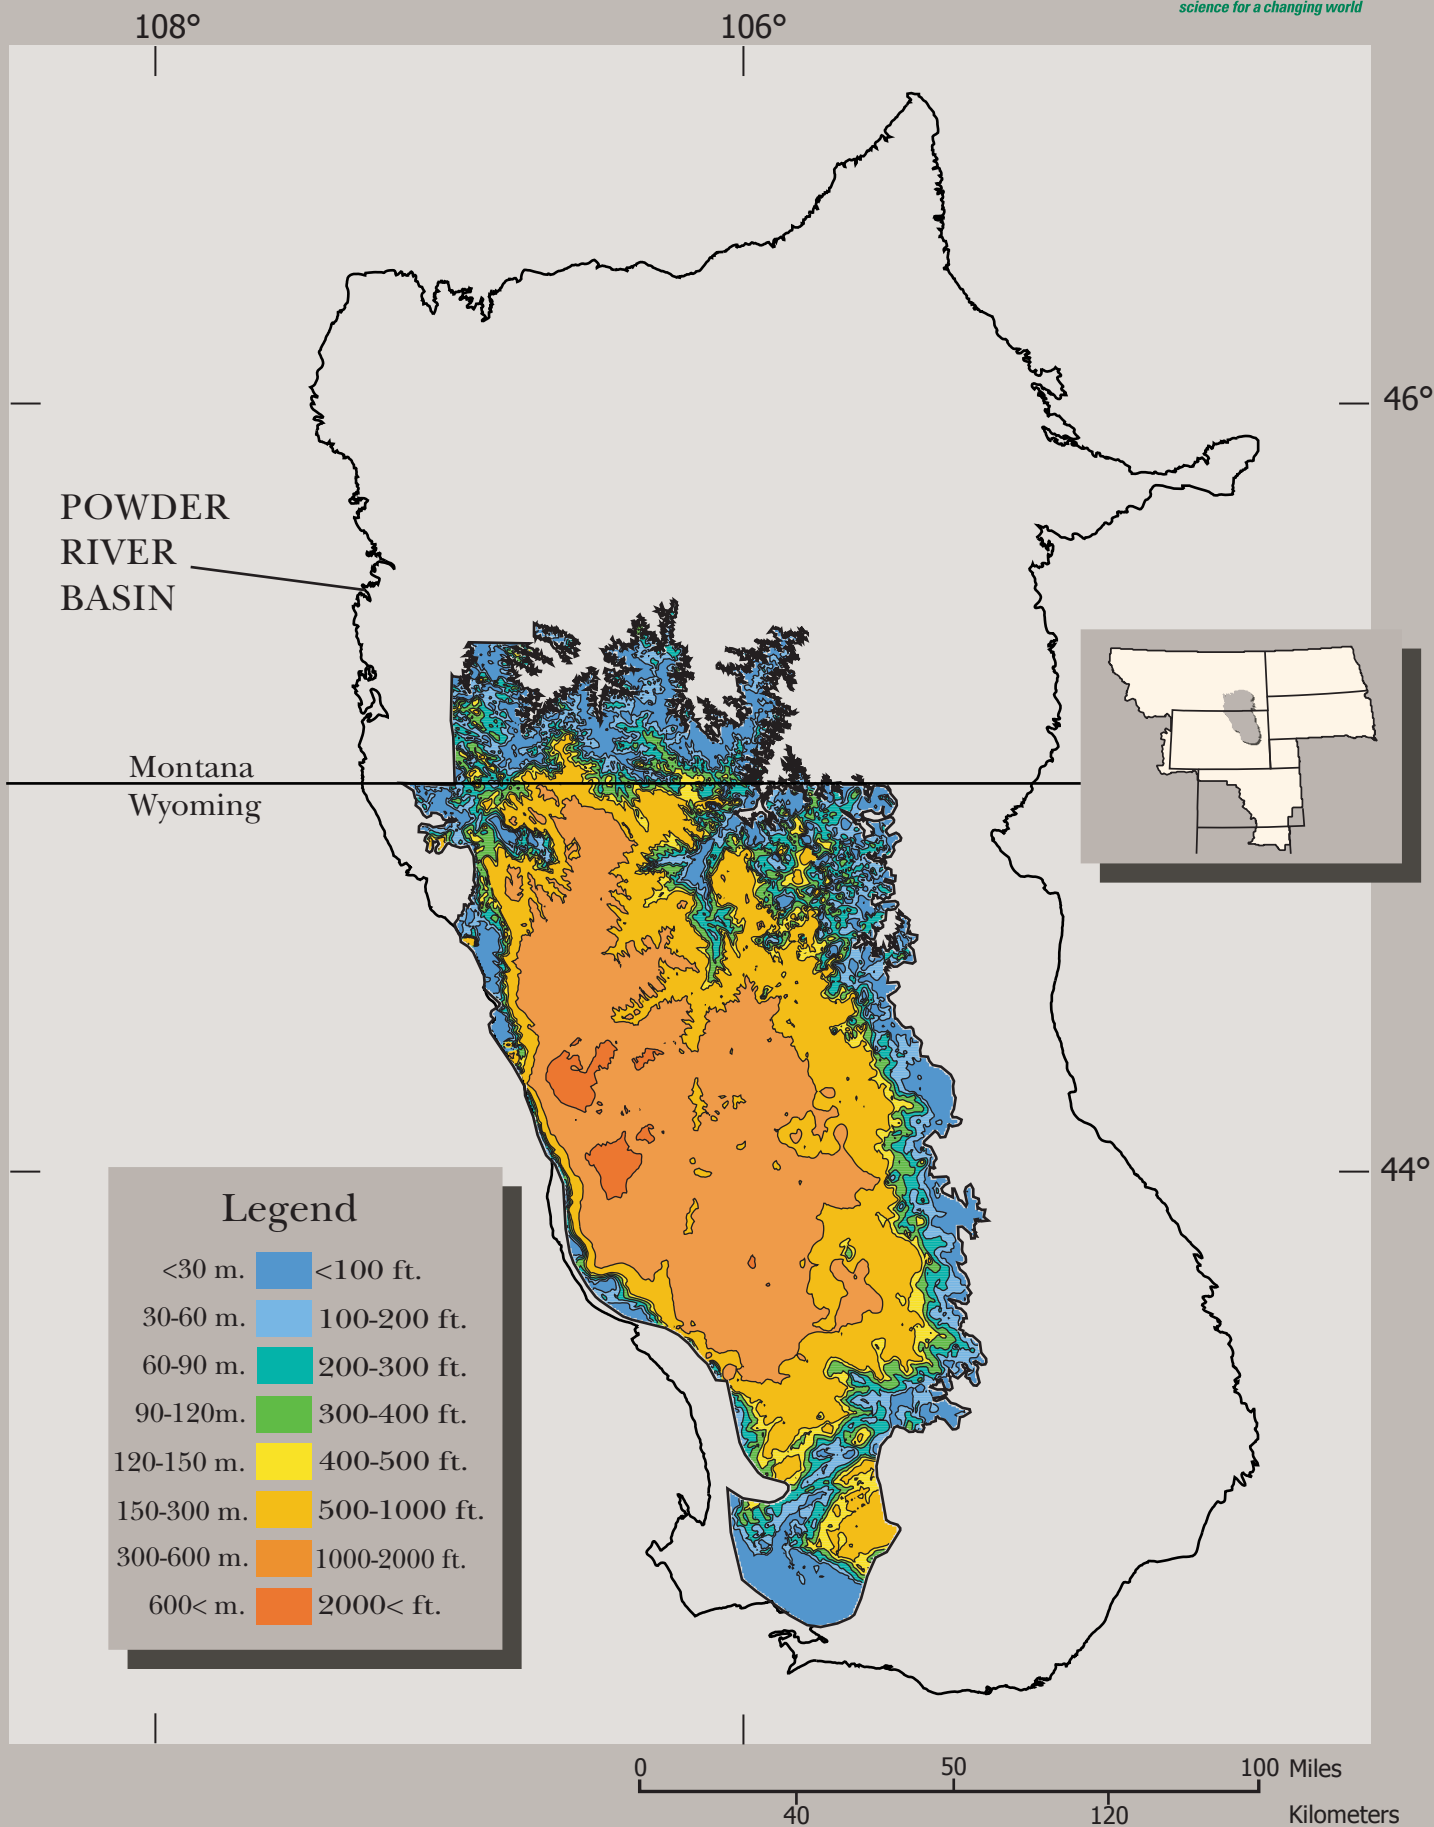 science for a changing world
108°
106°
46°
POWDER
RIVER
BASIN
Montana
Wyoming
44°
Legend
<30 m. <100 ft.
30-60 m. 100-200 ft.
60-90 m. 200-300 ft.
90-120m. 300-400 ft.
120-150 m. 400-500 ft.
150-300 m. 500-1000 ft.
300-600 m. 1000-2000 ft.
600< m. 2000< ft.
0 50 100 Miles
40 120 Kilometers